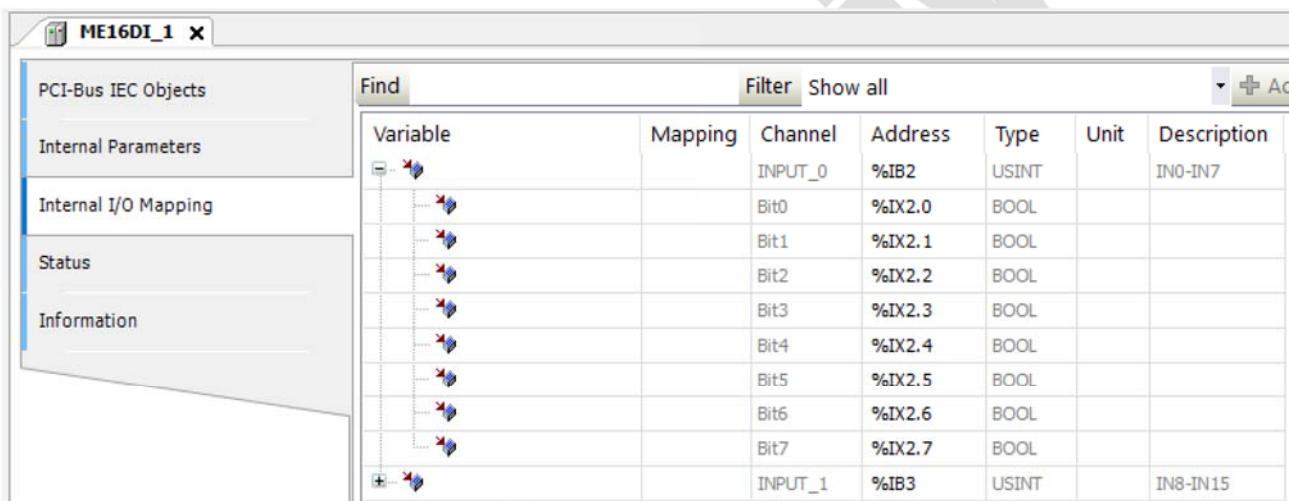 ME16DI_1 X
PCI-Bus IEC Objects
Internal Parameters
Internal I/O Mapping
Status
Information
Find Filter Show all
Variable Mapping Channel Address Type Unit Description
INPUT_0 %IB2 USINT IN0-IN7
Bit0 %IX2.0 BOOL
Bit1 %IX2.1 BOOL
Bit2 %IX2.2 BOOL
Bit3 %IX2.3 BOOL
Bit4 %IX2.4 BOOL
Bit5 %IX2.5 BOOL
Bit6 %IX2.6 BOOL
Bit7 %IX2.7 BOOL
INPUT_1 %IB3 USINT IN8-IN15